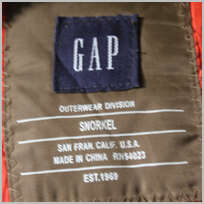 GAP
OUTERWEAR DIVISION
SNORKEL
SAN FRAN. CALIF. U.S.A.
MADE IN CHINA RN54023
EST. 1969